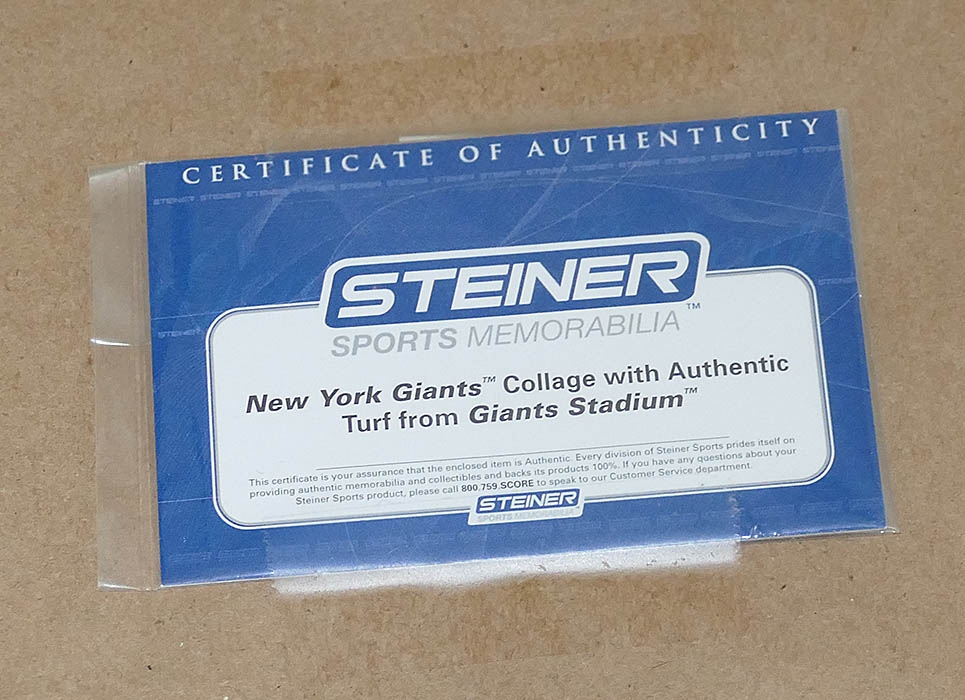 CERTIFICATE OF AUTHENTICITY
STEINER™
SPORTS MEMORABILIA
New York Giants™ Collage with Authentic
Turf from Giants Stadium™
This certificate is your assurance that the enclosed item is Authentic. Every division of Steiner Sports prides itself on
providing authentic memorabilia and collectibles and backs its products 100%. If you have any questions about your
Steiner Sports product, please call 800.759.SCORE to speak to our Customer Service department.
STEINER
SPORTS MEMORABILIA